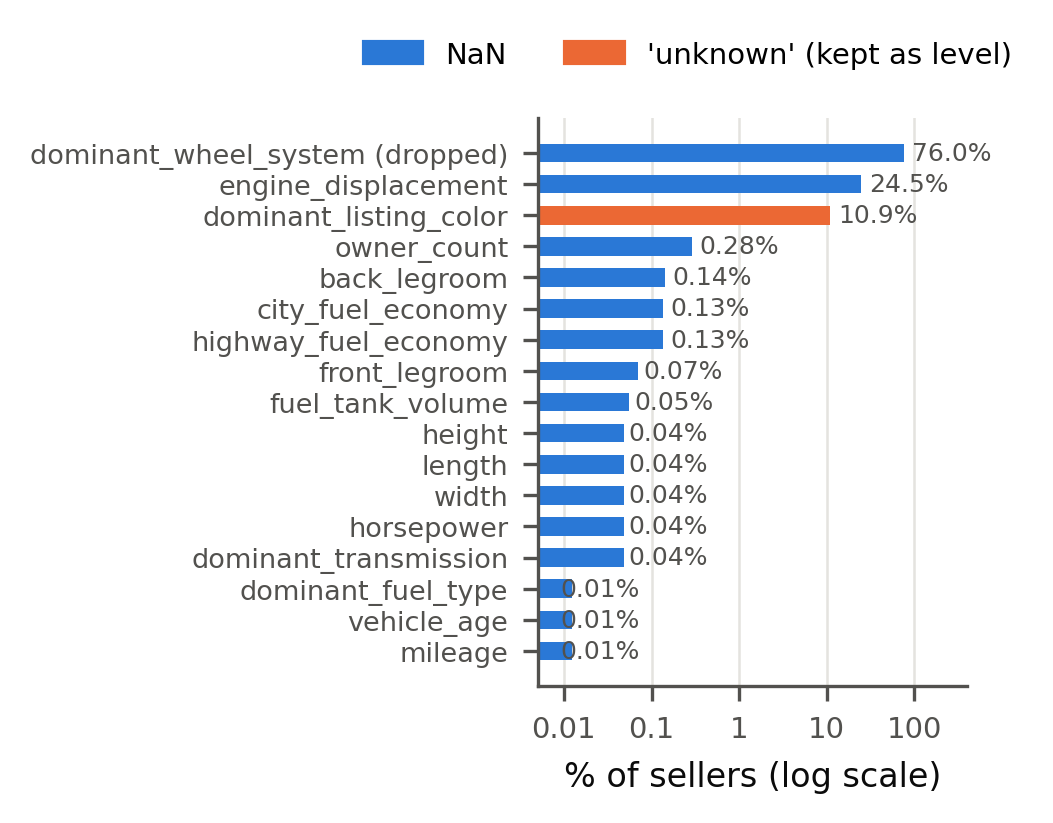 NaN 'unknown' (kept as level)
dominant_wheel_system (dropped) 76.0%
engine_displacement 24.5%
dominant_listing_color 10.9%
owner_count 0.28%
back_legroom 0.14%
city_fuel_economy 0.13%
highway_fuel_economy 0.13%
front_legroom 0.07%
fuel_tank_volume 0.05%
height 0.04%
length 0.04%
width 0.04%
horsepower 0.04%
dominant_transmission 0.04%
dominant_fuel_type 0.01%
vehicle_age 0.01%
mileage 0.01%
0.01 0.1 1 10 100
% of sellers (log scale)